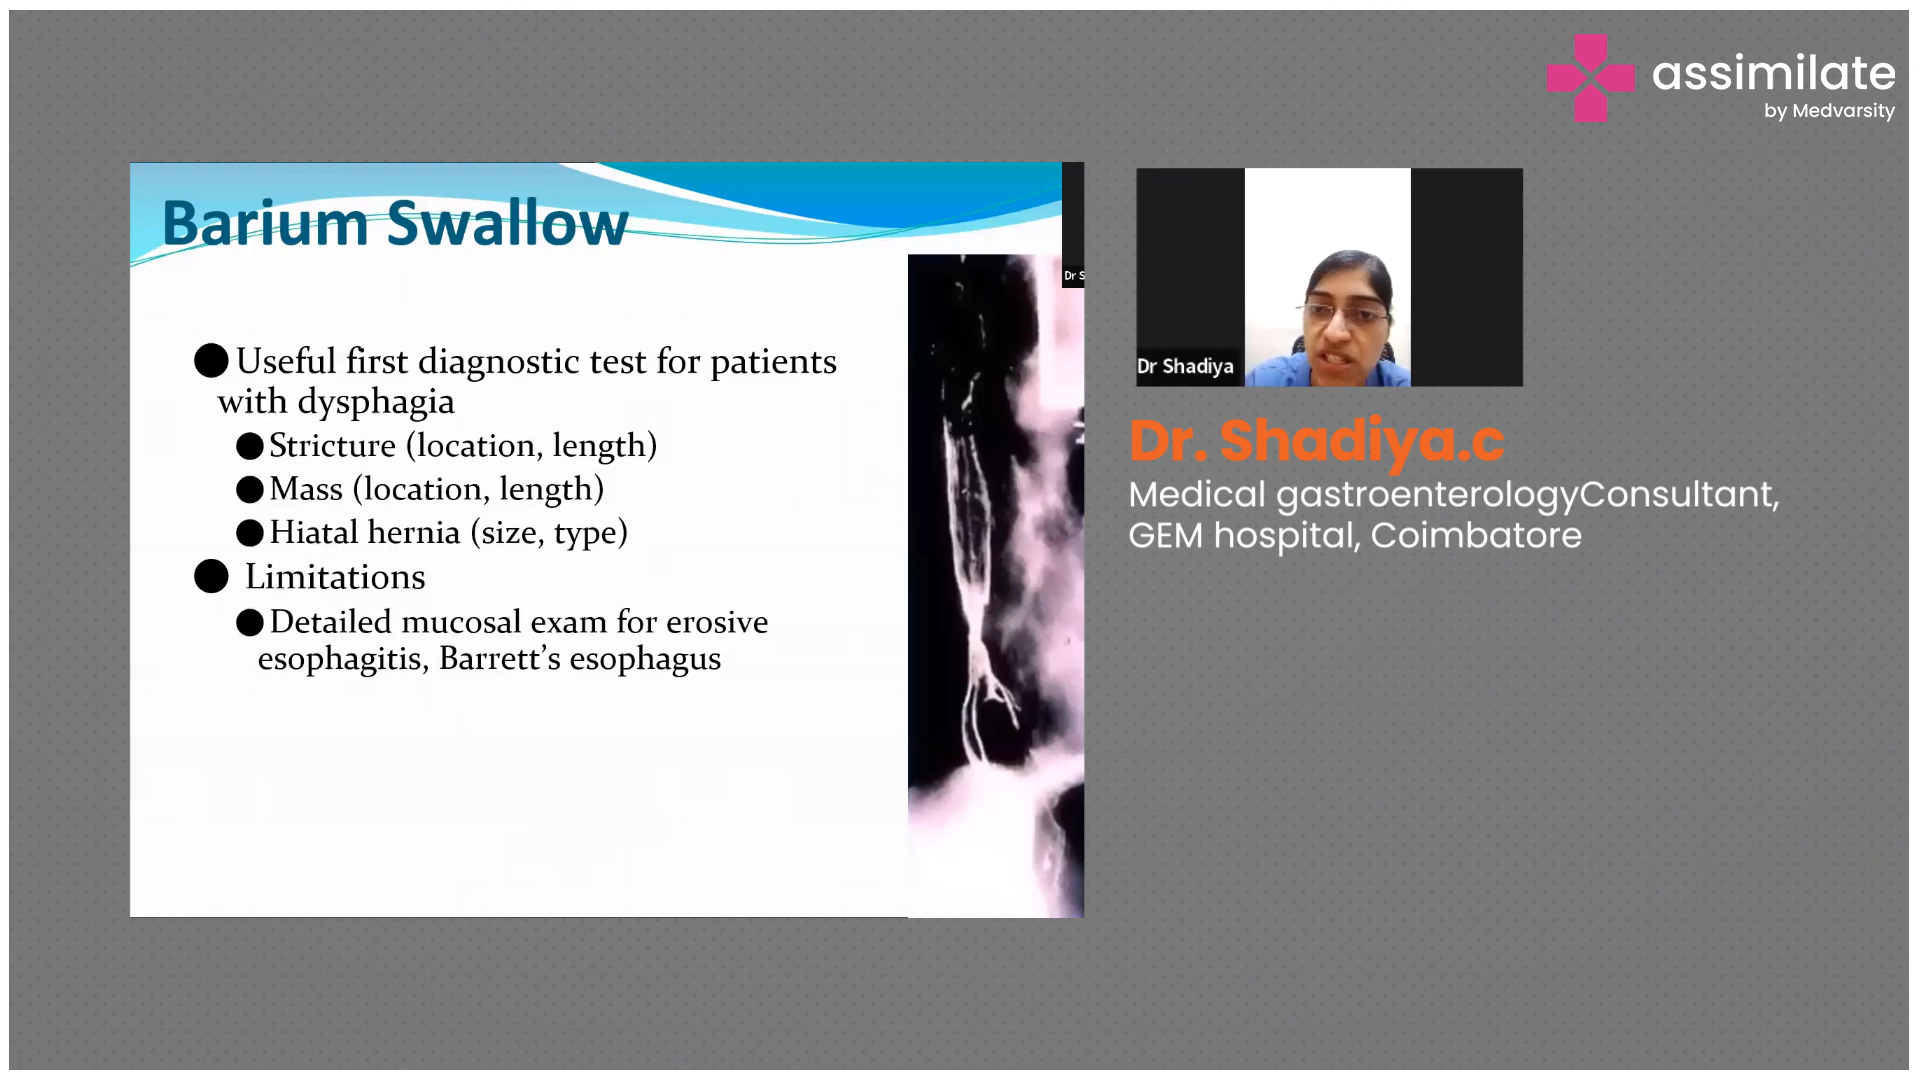 assimilate
by Medvarsity
Barium Swallow
Dr S
● Useful first diagnostic test for patients
with dysphagia
● Stricture (location, length)
● Mass (location, length)
● Hiatal hernia (size, type)
● Limitations
● Detailed mucosal exam for erosive
esophagitis, Barrett’s esophagus
Dr Shadiya
Dr. Shadiya.c
Medical gastroenterologyConsultant,
GEM hospital, Coimbatore